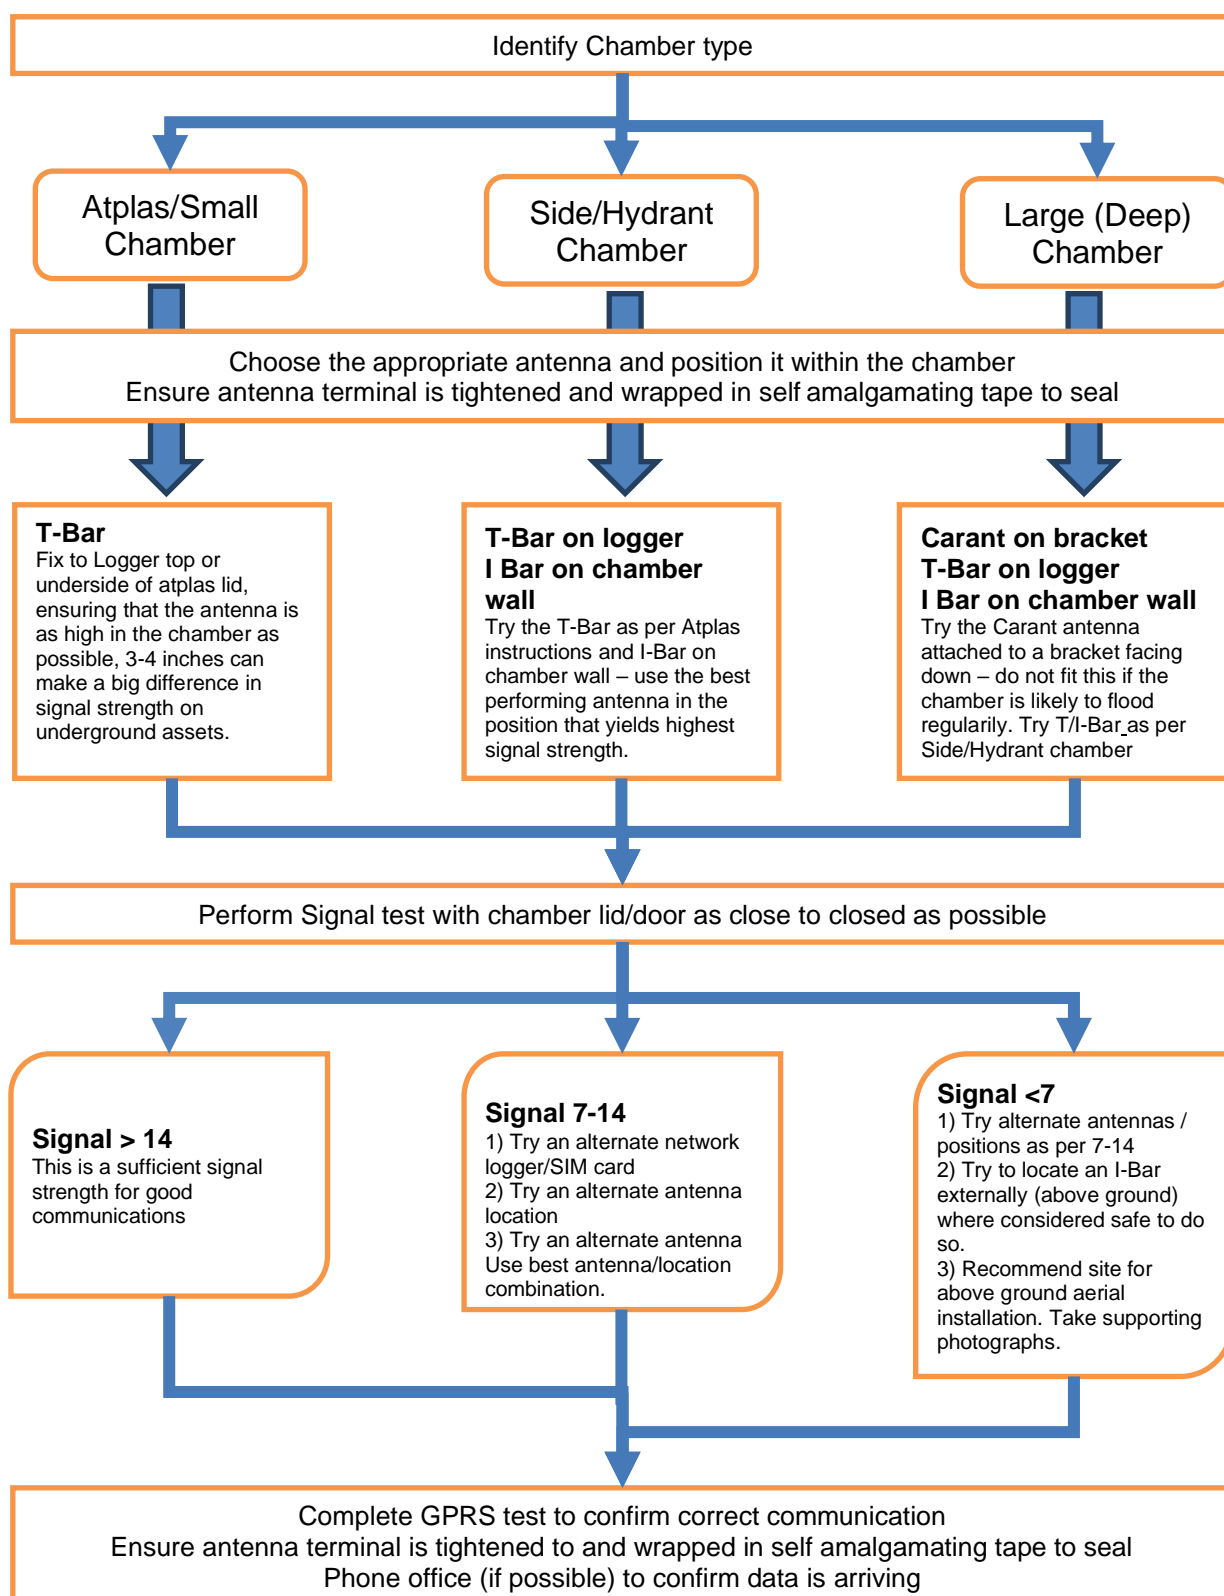 Identify Chamber type
Atplas/Small
Chamber
Side/Hydrant
Chamber
Large (Deep)
Chamber
Choose the appropriate antenna and position it within the chamber
Ensure antenna terminal is tightened and wrapped in self amalgamating tape to seal
T-Bar
Fix to Logger top or
underside of atplas lid,
ensuring that the antenna is
as high in the chamber as
possible, 3-4 inches can
make a big difference in
signal strength on
underground assets.
T-Bar on logger
I Bar on chamber
wall
Try the T-Bar as per Atplas
instructions and I-Bar on
chamber wall – use the best
performing antenna in the
position that yields highest
signal strength.
Carant on bracket
T-Bar on logger
I Bar on chamber wall
Try the Carant antenna
attached to a bracket facing
down – do not fit this if the
chamber is likely to flood
regularily. Try T/I-Bar as per
Side/Hydrant chamber
Perform Signal test with chamber lid/door as close to closed as possible
Signal > 14
This is a sufficient signal
strength for good
communications
Signal 7-14
1) Try an alternate network
logger/SIM card
2) Try an alternate antenna
location
3) Try an alternate antenna
Use best antenna/location
combination.
Signal <7
1) Try alternate antennas /
positions as per 7-14
2) Try to locate an I-Bar
externally (above ground)
where considered safe to do
so.
3) Recommend site for
above ground aerial
installation. Take supporting
photographs.
Complete GPRS test to confirm correct communication
Ensure antenna terminal is tightened to and wrapped in self amalgamating tape to seal
Phone office (if possible) to confirm data is arriving